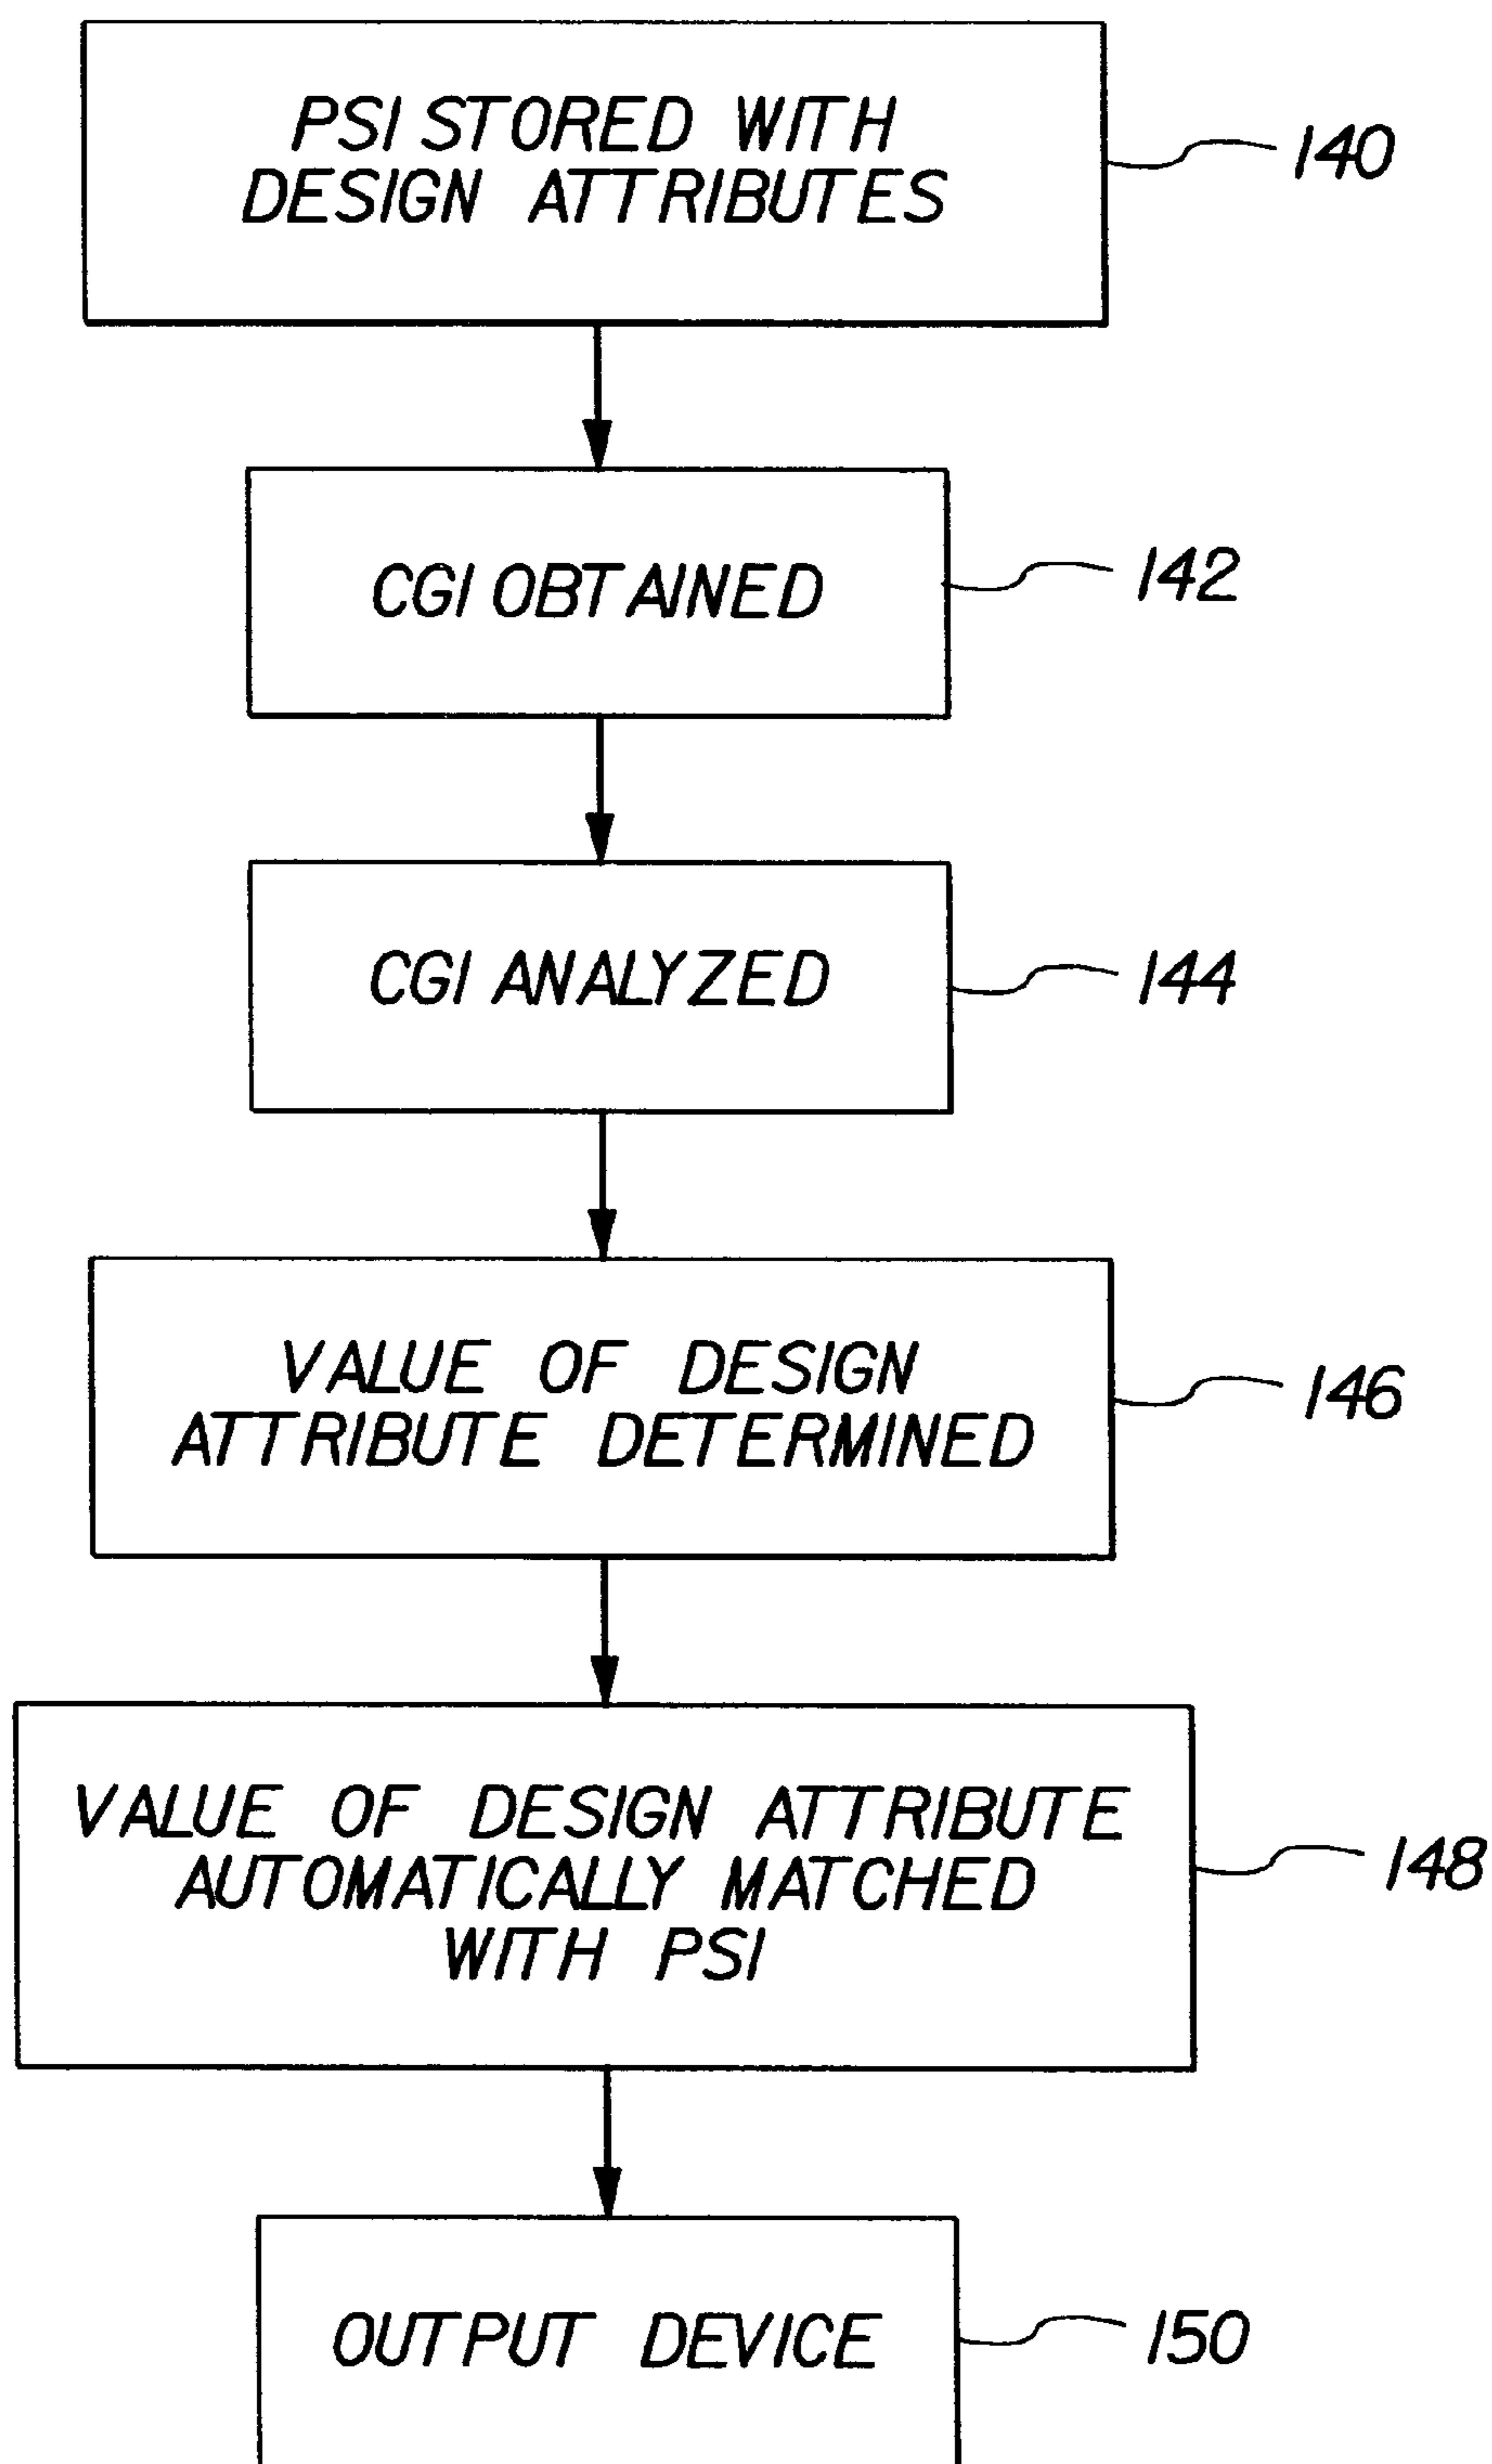 PSI STORED WITH
DESIGN ATTRIBUTES
140
CGI OBTAINED
142
CGI ANALYZED
144
VALUE OF DESIGN
ATTRIBUTE DETERMINED
146
VALUE OF DESIGN ATTRIBUTE
AUTOMATICALLY MATCHED
WITH PSI
148
OUTPUT DEVICE
150